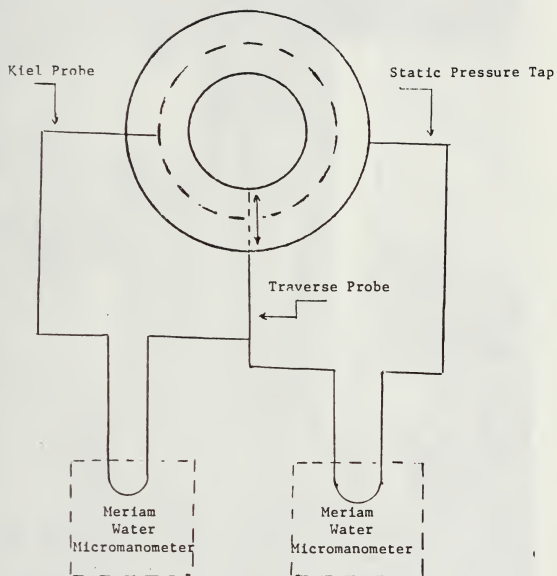 Kiel Probe
Static Pressure Tap
Traverse Probe
Meriam
Water
Micromanometer
Meriam
Water
Micromanometer